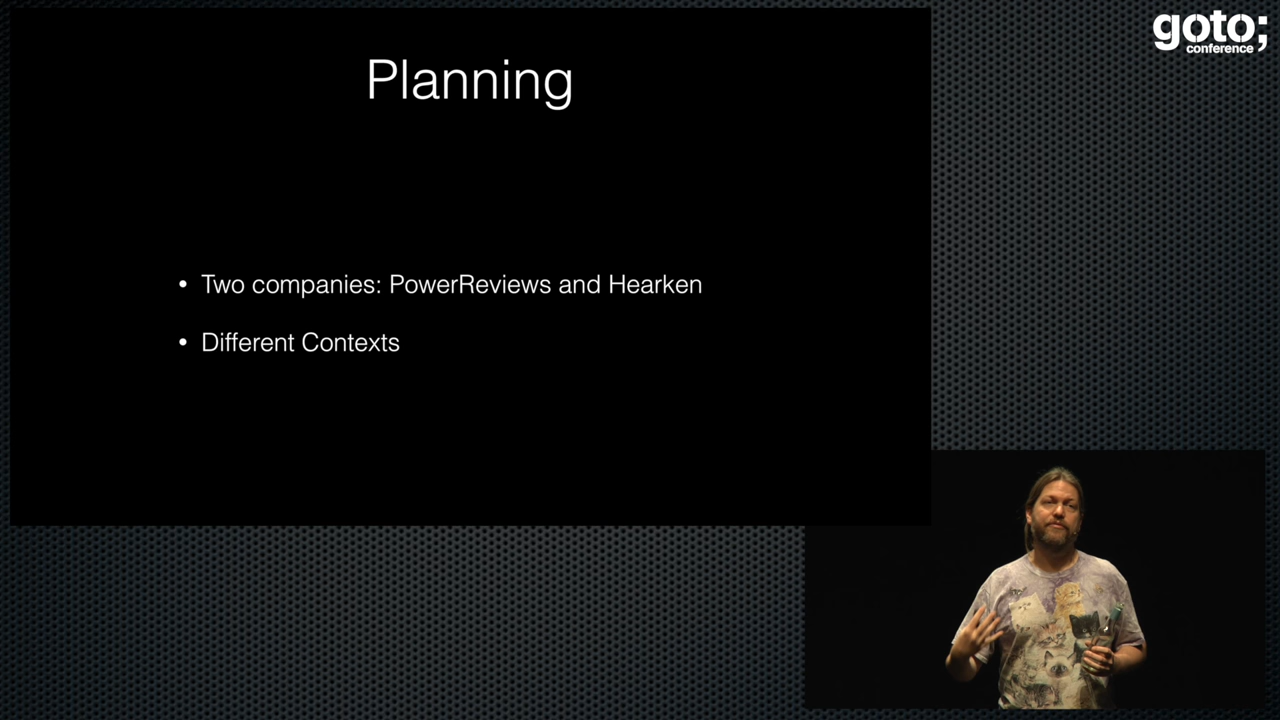 goto;
conference
Planning
• Two companies: PowerReviews and Hearken
• Different Contexts